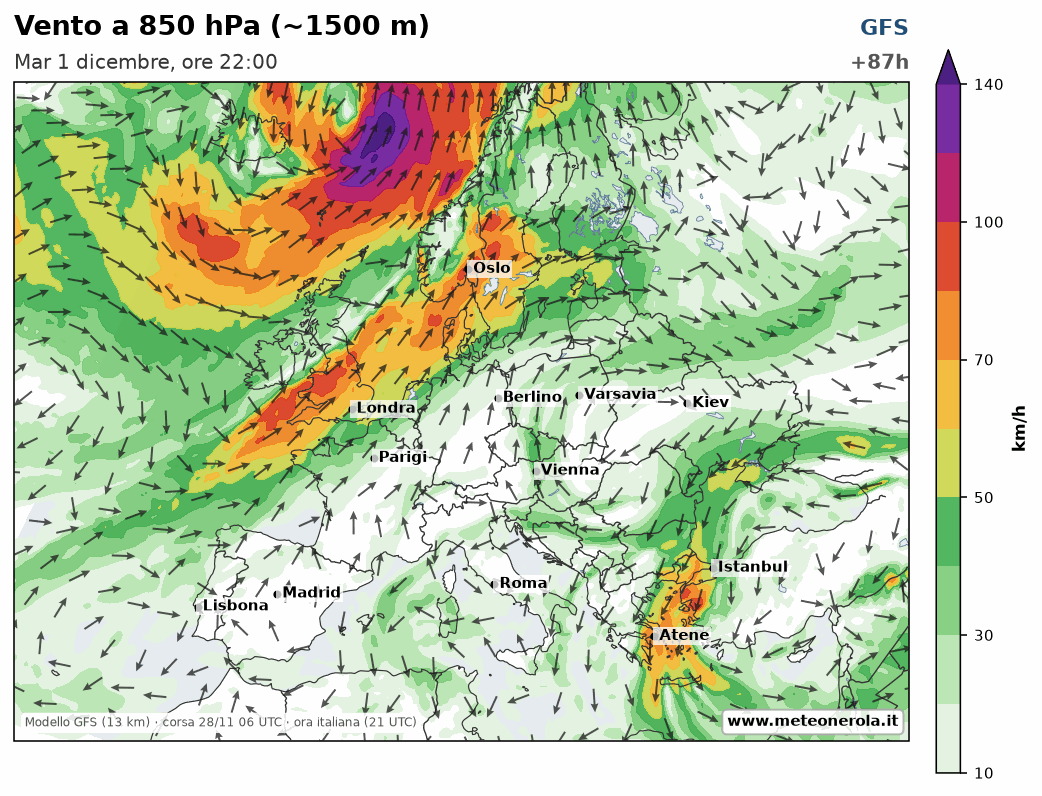 Vento a 850 hPa (~1500 m)
GFS
Mar 1 dicembre, ore 22:00
+87h
140
100
70
50
30
10
km/h
Oslo
Berlino
Varsavia
Kiev
Londra
Parigi
Vienna
Istanbul
Roma
Madrid
Lisbona
Atene
Modello GFS (13 km) · corsa 28/11 06 UTC · ora italiana (21 UTC)
www.meteonerola.it